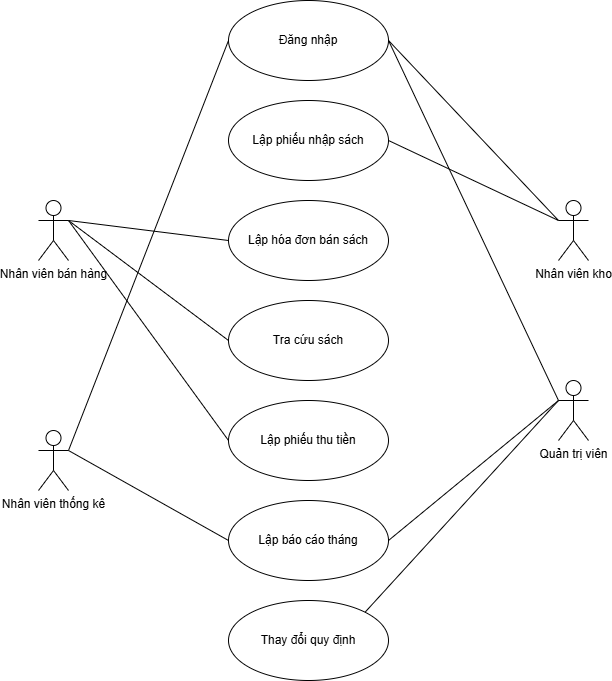 Đăng nhập
Lập phiếu nhập sách
Nhân viên bán hàng
Lập hóa đơn bán sách
Nhân viên kho
Tra cứu sách
Lập phiếu thu tiền
Quản trị viên
Nhân viên thống kê
Lập báo cáo tháng
Thay đổi quy định